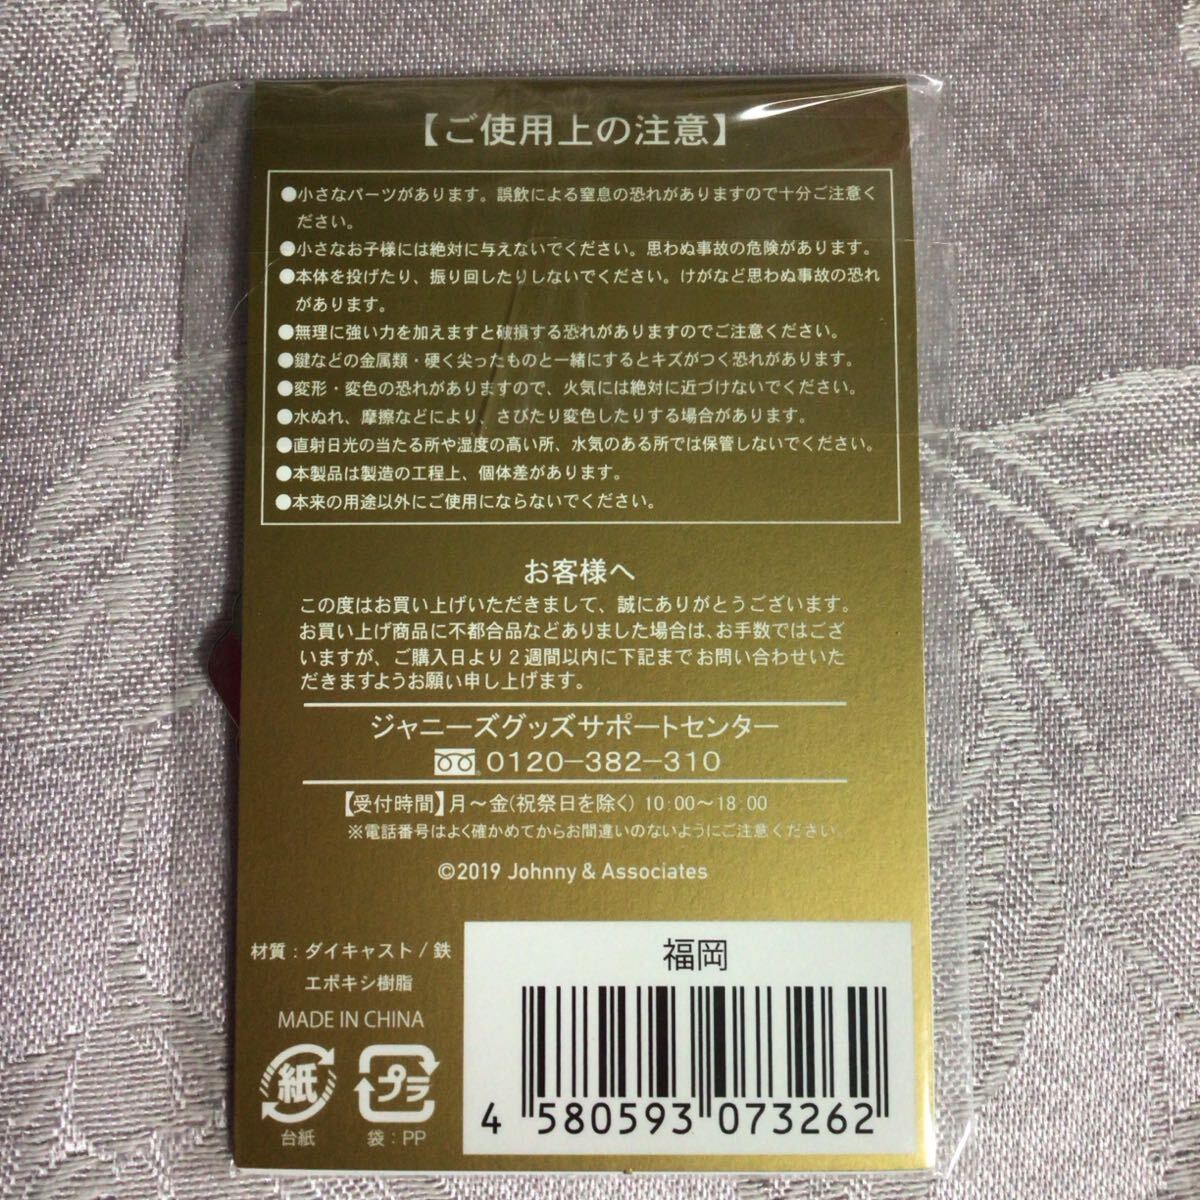 【ご使用上の注意】
●小さなパーツがあります。誤飲による窒息の恐れがありますので十分ご注意く
ださい。
●小さなお子様には絶対に与えないでください。思わぬ事故の危険があります。
●本体を投げたり、振り回したりしないでください。けがなど思わぬ事故の恐れ
があります。
●無理に強い力を加えますと破損する恐れがありますのでご注意ください。
●鍵などの金属類・硬く尖ったものと一緒にするとキズがつく恐れがあります。
●変形・変色の恐れがありますので、火気には絶対に近づけないでください。
●水ぬれ、摩擦などにより、さびたり変色したりする場合があります。
●直射日光の当たる所や湿度の高い所、水気のある所では保管しないでください。
●本製品は製造の工程上、個体差があります。
●本来の用途以外にご使用にならないでください。
お客様へ
この度はお買い上げいただきまして、誠にありがとうございます。
お買い上げ商品に不都合品などありました場合は、お手数ではござ
いますが、ご購入日より2週間以内に下記までお問い合わせいた
だきますようお願い申し上げます。
ジャニーズグッズサポートセンター
0120-382-310
【受付時間】月～金(祝祭日を除く) 10:00～18:00
※電話番号はよく確かめてからお間違いのないようにご注意ください。
©2019 Johnny & Associates
材質：ダイキャスト / 鉄
エポキシ樹脂
MADE IN CHINA
紙
台紙
プラ
袋：PP
福岡
4 580593 073262